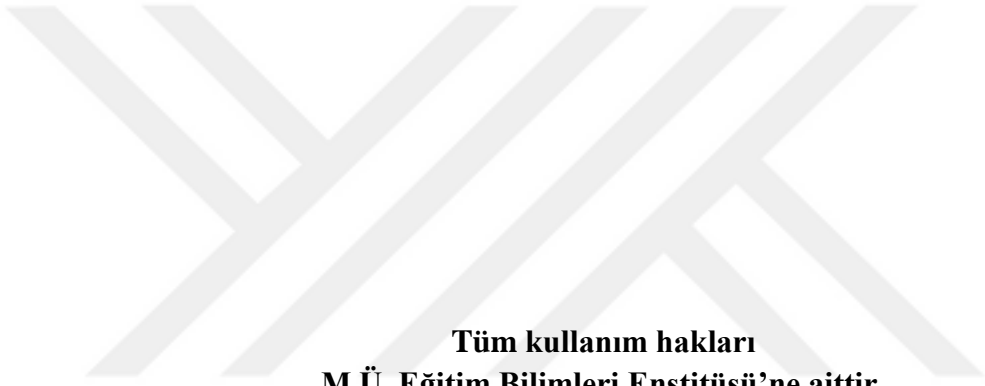 Tüm kullanım hakları
M.Ü. Eğitim Bilimleri Enstitüsü’ne aittir.